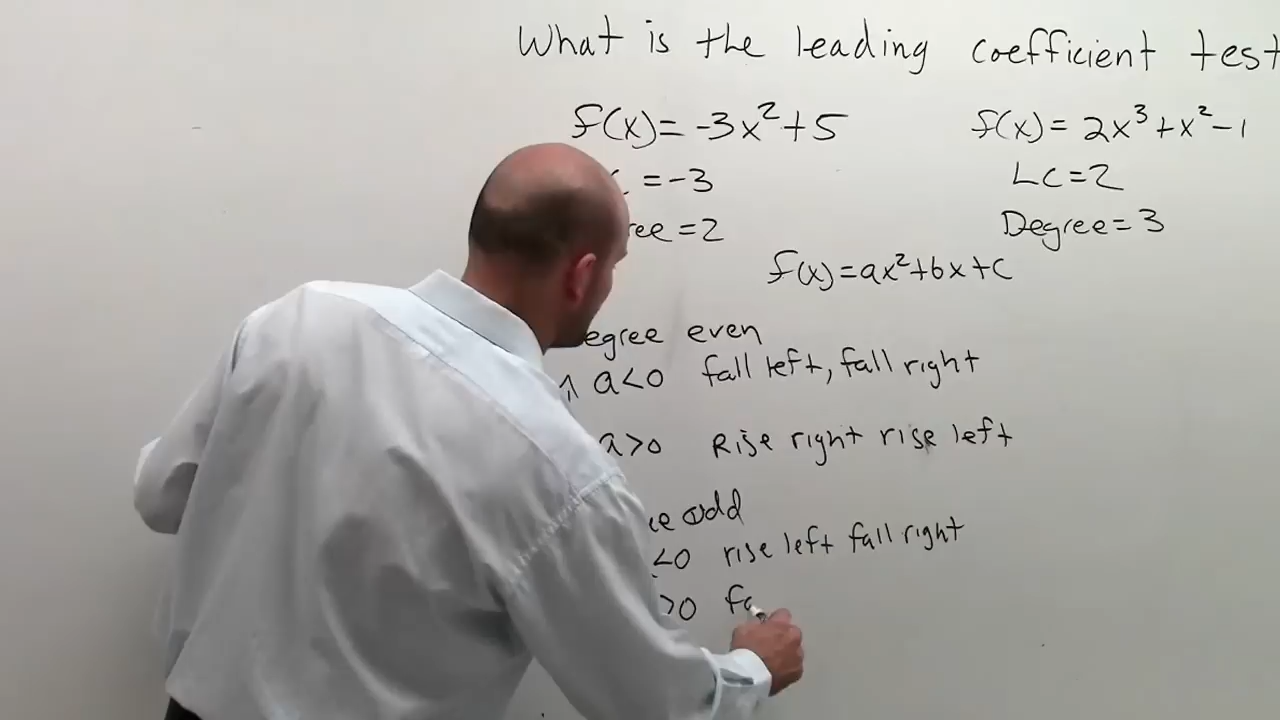 What is the leading coefficient test
f(x) = -3x²+5
f(x) = 2x³+x²-1
= -3
LC = 2
ree = 2
Degree = 3
f(x) = ax²+bx+c
egree even
a<0 fall left, fall right
a>0 Rise right rise left
ee odd
<0 rise left fall right
>0 fa